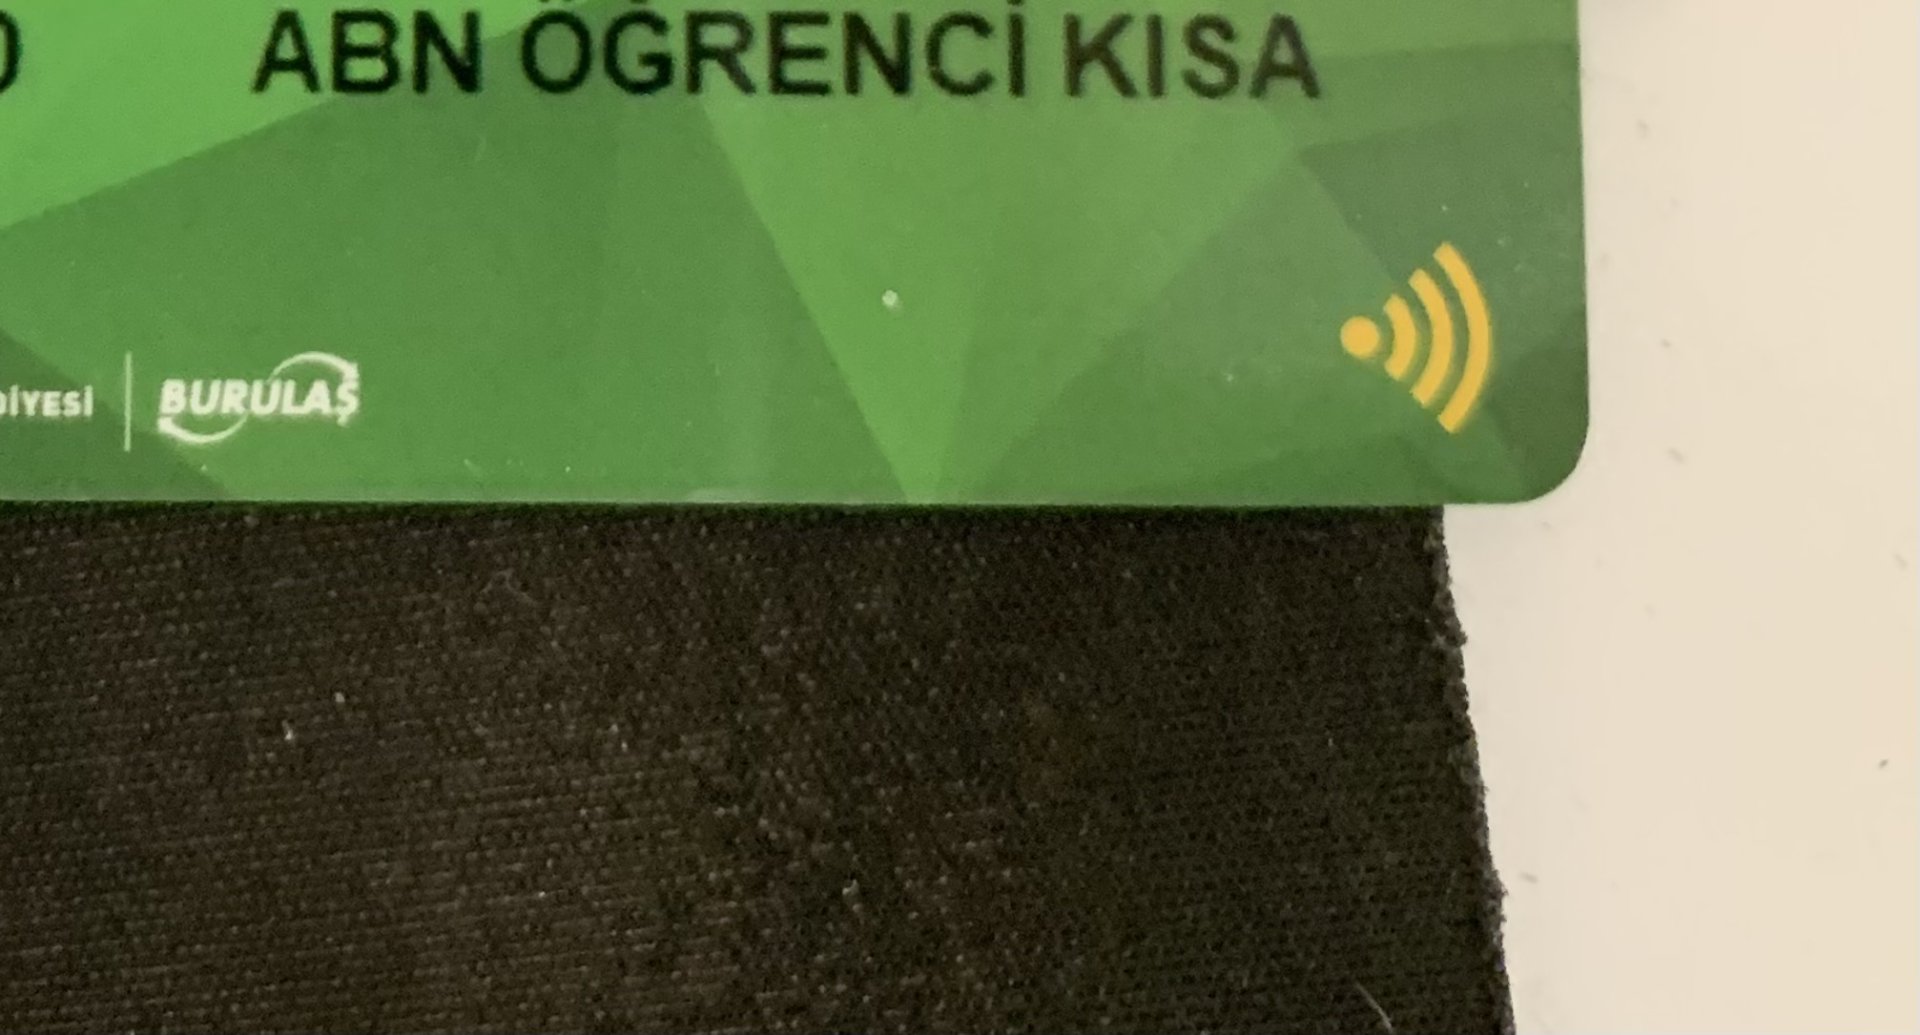 ABN ÖĞRENCİ KISA
BURULAŞ